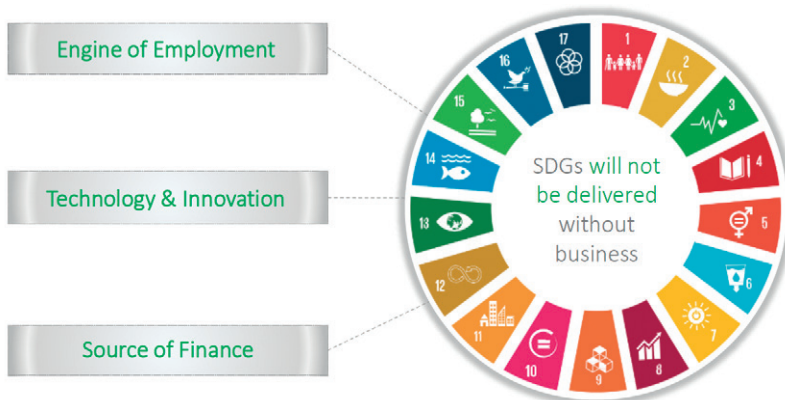 Engine of Employment
Technology & Innovation
Source of Finance
SDGs will not
be delivered
without
business
1
2
3
4
5
6
7
8
9
10
11
12
13
14
15
16
17